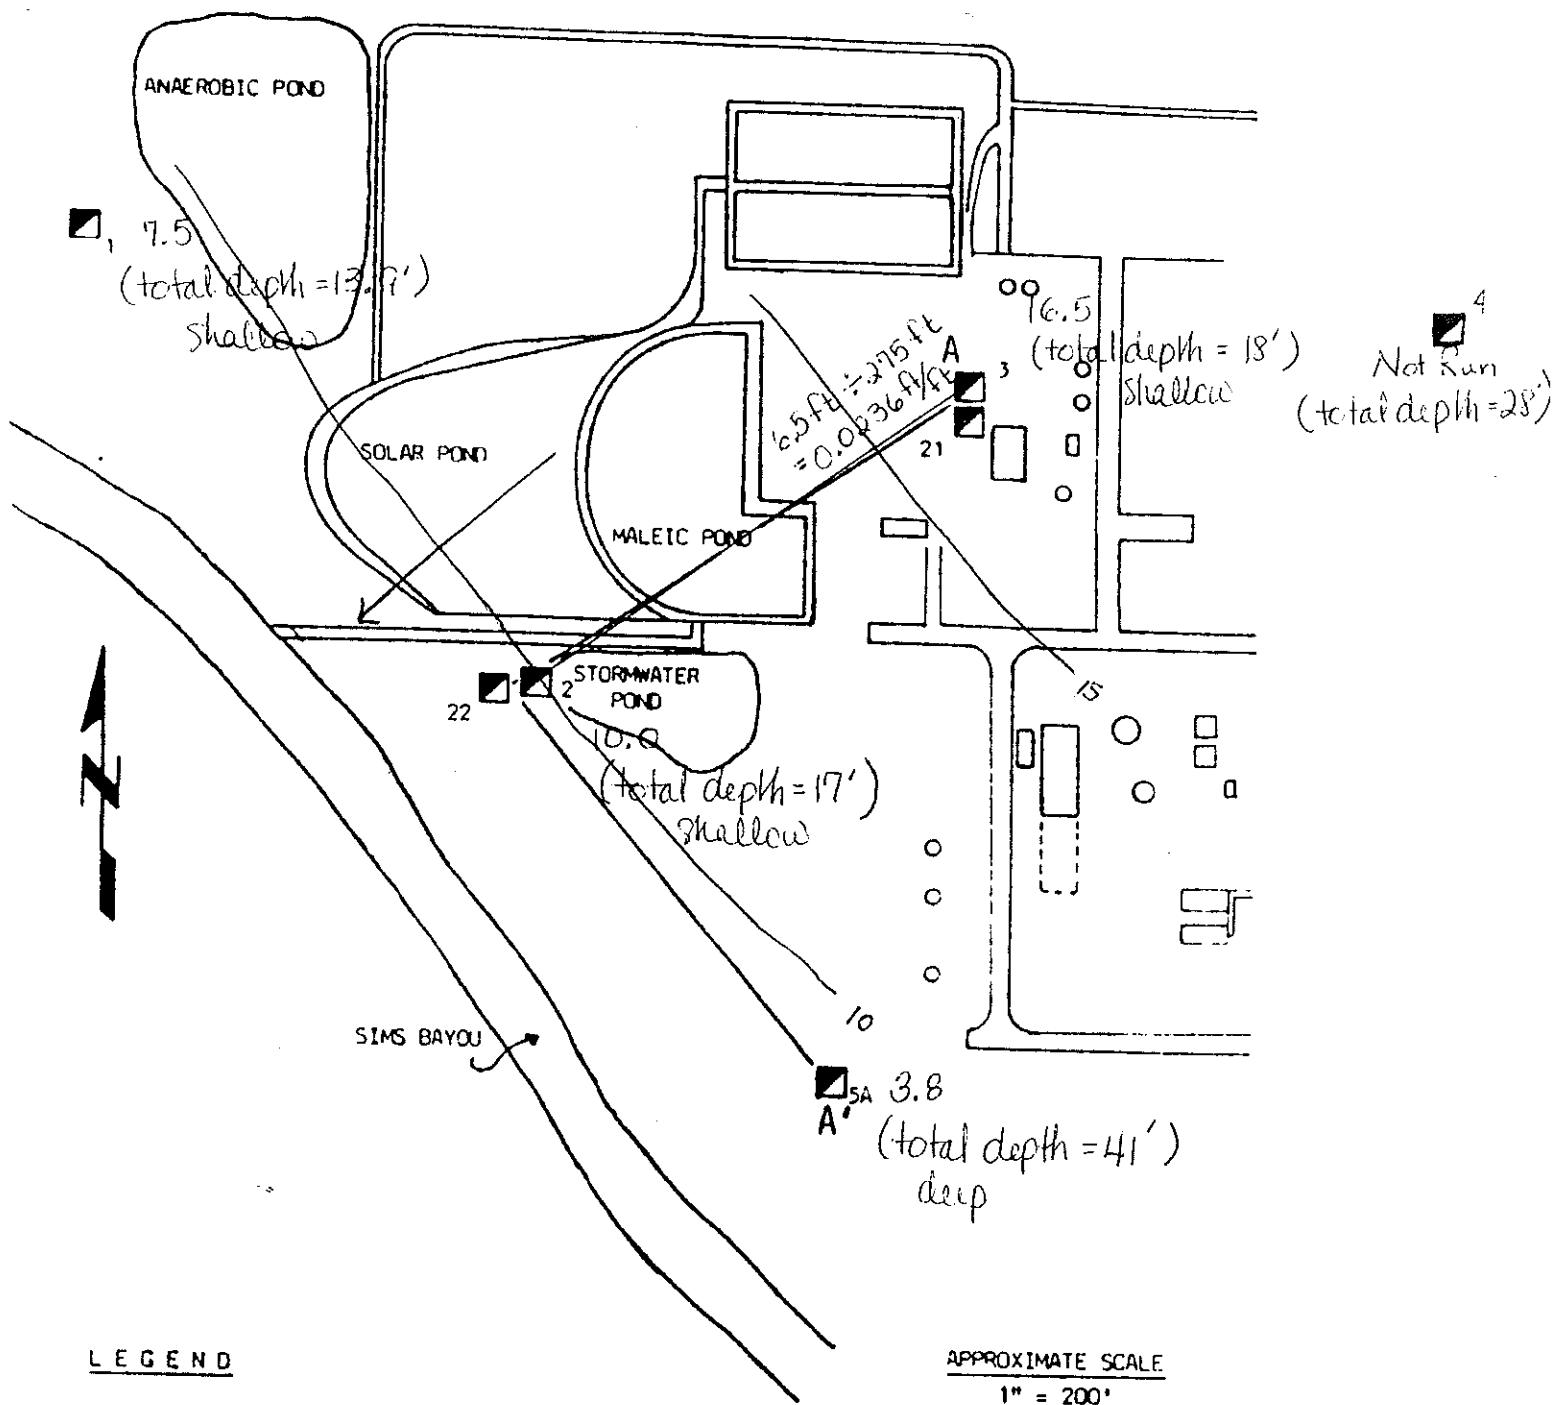 ANAEROBIC POND
1 7.5
(total depth = 13.9')
shallow
16.5
(total depth = 18')
shallow
A
3
21
4
Not Run
(total depth = 28')
6.5 ft ÷ 275 ft
= 0.0236 ft/ft
SOLAR POND
MALEIC POND
STORMWATER
POND
22
2
10.0
(total depth = 17')
shallow
15
N
10
SIMS BAYOU
5A 3.8
A'
(total depth = 41')
deep
LEGEND
APPROXIMATE SCALE
1" = 200'